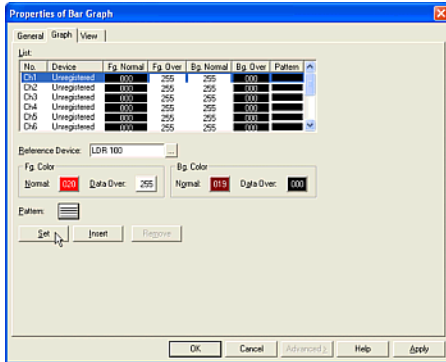 Properties of Bar Graph
General Graph View
List:
No. Device Fg. Normal Fg. Over Bg. Normal Bg. Over Pattern
Ch1 Unregistered 000 255 255 000
Ch2 Unregistered 000 255 255 000
Ch3 Unregistered 000 255 255 000
Ch4 Unregistered 000 255 255 000
Ch5 Unregistered 000 255 255 000
Ch6 Unregistered 000 255 255 000
Reference Device: LDR 100 ...
Fg. Color Bg. Color
Normal: 020 Data Over: 255 Normal: 019 Data Over: 000
Pattern:
Set Insert Remove
OK Cancel Advanced > Help Apply